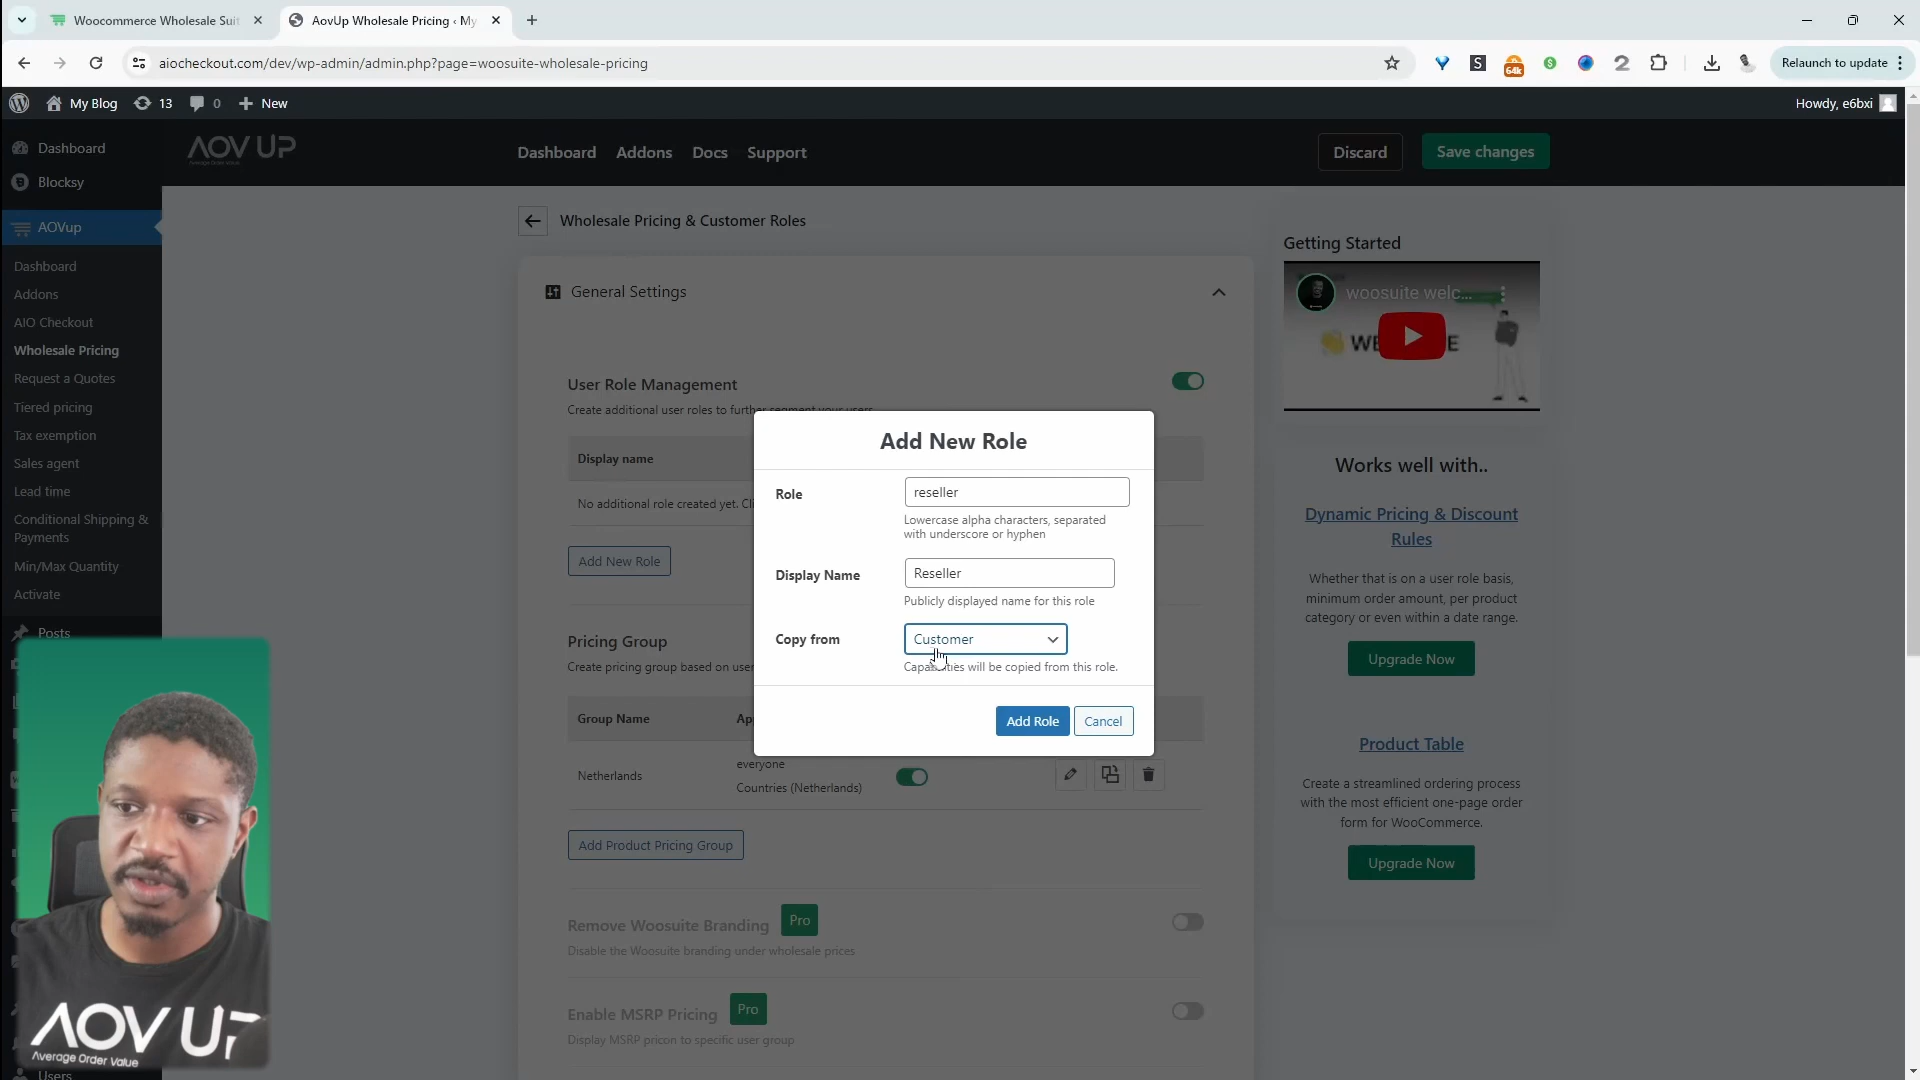 Woocommerce Wholesale Suit
AovUp Wholesale Pricing ‹ My
aiocheckout.com/dev/wp-admin/admin.php?page=woosuite-wholesale-pricing
S
64k
Relaunch to update
My Blog
13
0
New
Howdy, e6bxi
Dashboard
Blocksy
AOVup
Dashboard
Addons
AIO Checkout
Wholesale Pricing
Request a Quotes
Tiered pricing
Tax exemption
Sales agent
Lead time
Conditional Shipping &
Payments
Min/Max Quantity
Activate
Posts
Users
AOV UP
Dashboard
Addons
Docs
Support
Discard
Save changes
Wholesale Pricing & Customer Roles
General Settings
User Role Management
Create additional user roles to further segment your users
Display name
No additional role created yet. Cli
Add New Role
Pricing Group
Create pricing group based on user
Group Name
Ap
Netherlands
everyone
Countries (Netherlands)
Add Product Pricing Group
Remove Woosuite Branding
Pro
Disable the Woosuite branding under wholesale prices
Enable MSRP Pricing
Pro
Display MSRP pricon to specific user group
Add New Role
Role
reseller
Lowercase alpha characters, separated
with underscore or hyphen
Display Name
Reseller
Publicly displayed name for this role
Copy from
Customer
Capabilities will be copied from this role.
Add Role
Cancel
Getting Started
woosuite welc...
Works well with..
Dynamic Pricing & Discount
Rules
Whether that is on a user role basis,
minimum order amount, per product
category or even within a date range.
Upgrade Now
Product Table
Create a streamlined ordering process
with the most efficient one-page order
form for WooCommerce.
Upgrade Now
AOV UP
Average Order Value